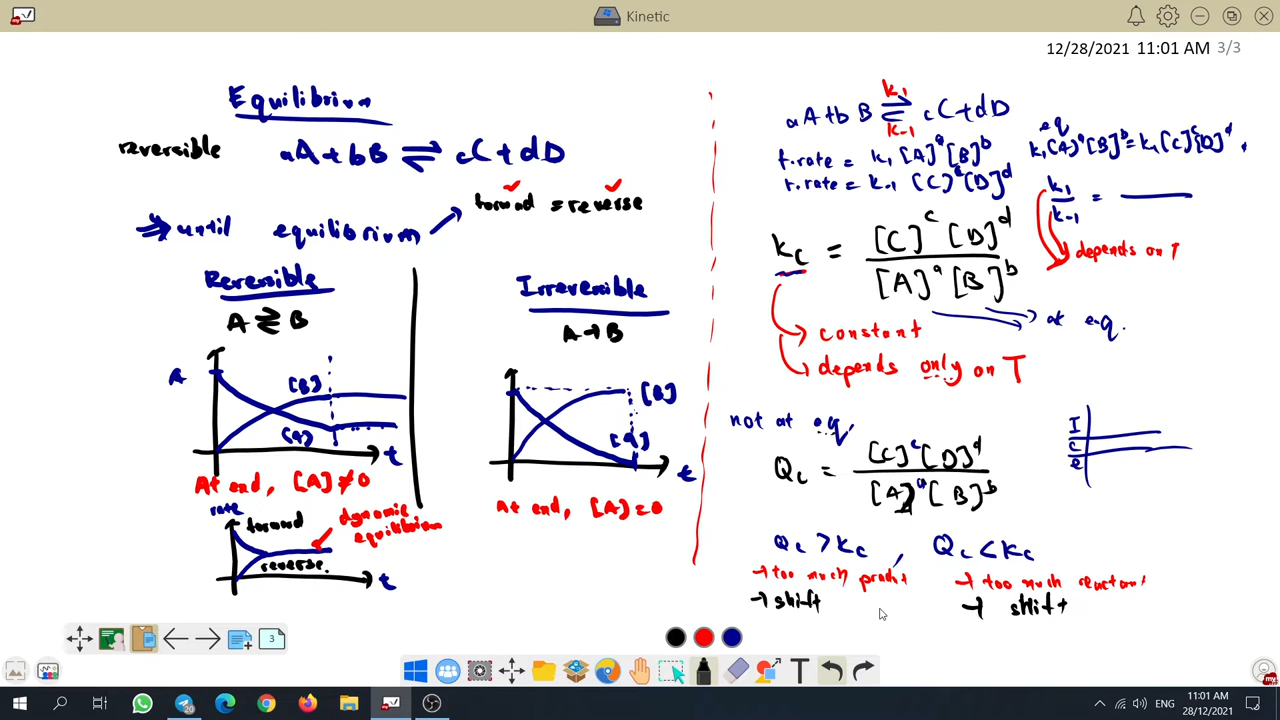 Kinetic
12/28/2021 11:01 AM 3/3
Equilibrium
reversible aA + bB ⇌ cC + dD
forward = reverse
⇒ until equilibrium
Reversible
A ⇌ B
A
[B]
[A]
t
At end, [A] ≠ 0
rate
forward
dynamic
equilibrium
reverse.
t
Irreversible
A → B
[B]
[A]
t
At end, [A] = 0
k1
aA + bB ⇌ cC + dD
k-1
f.rate = k1 [A]^a [B]^b
r.rate = k-1 [C]^c [D]^d
eq
k1[A]^a[B]^b = k1[C]^c[D]^d
k1/k-1 =
depends on T
kc = [C]^c [D]^d / [A]^a [B]^b
at eq.
constant
depends only on T
not at eq,
Qc = [C]^c [D]^d / [A]^a [B]^b
I
C
e
Qc > kc , Qc < kc
→ too much → too much reactant
→ shift → shift
3
T
20
ENG
11:01 AM
28/12/2021